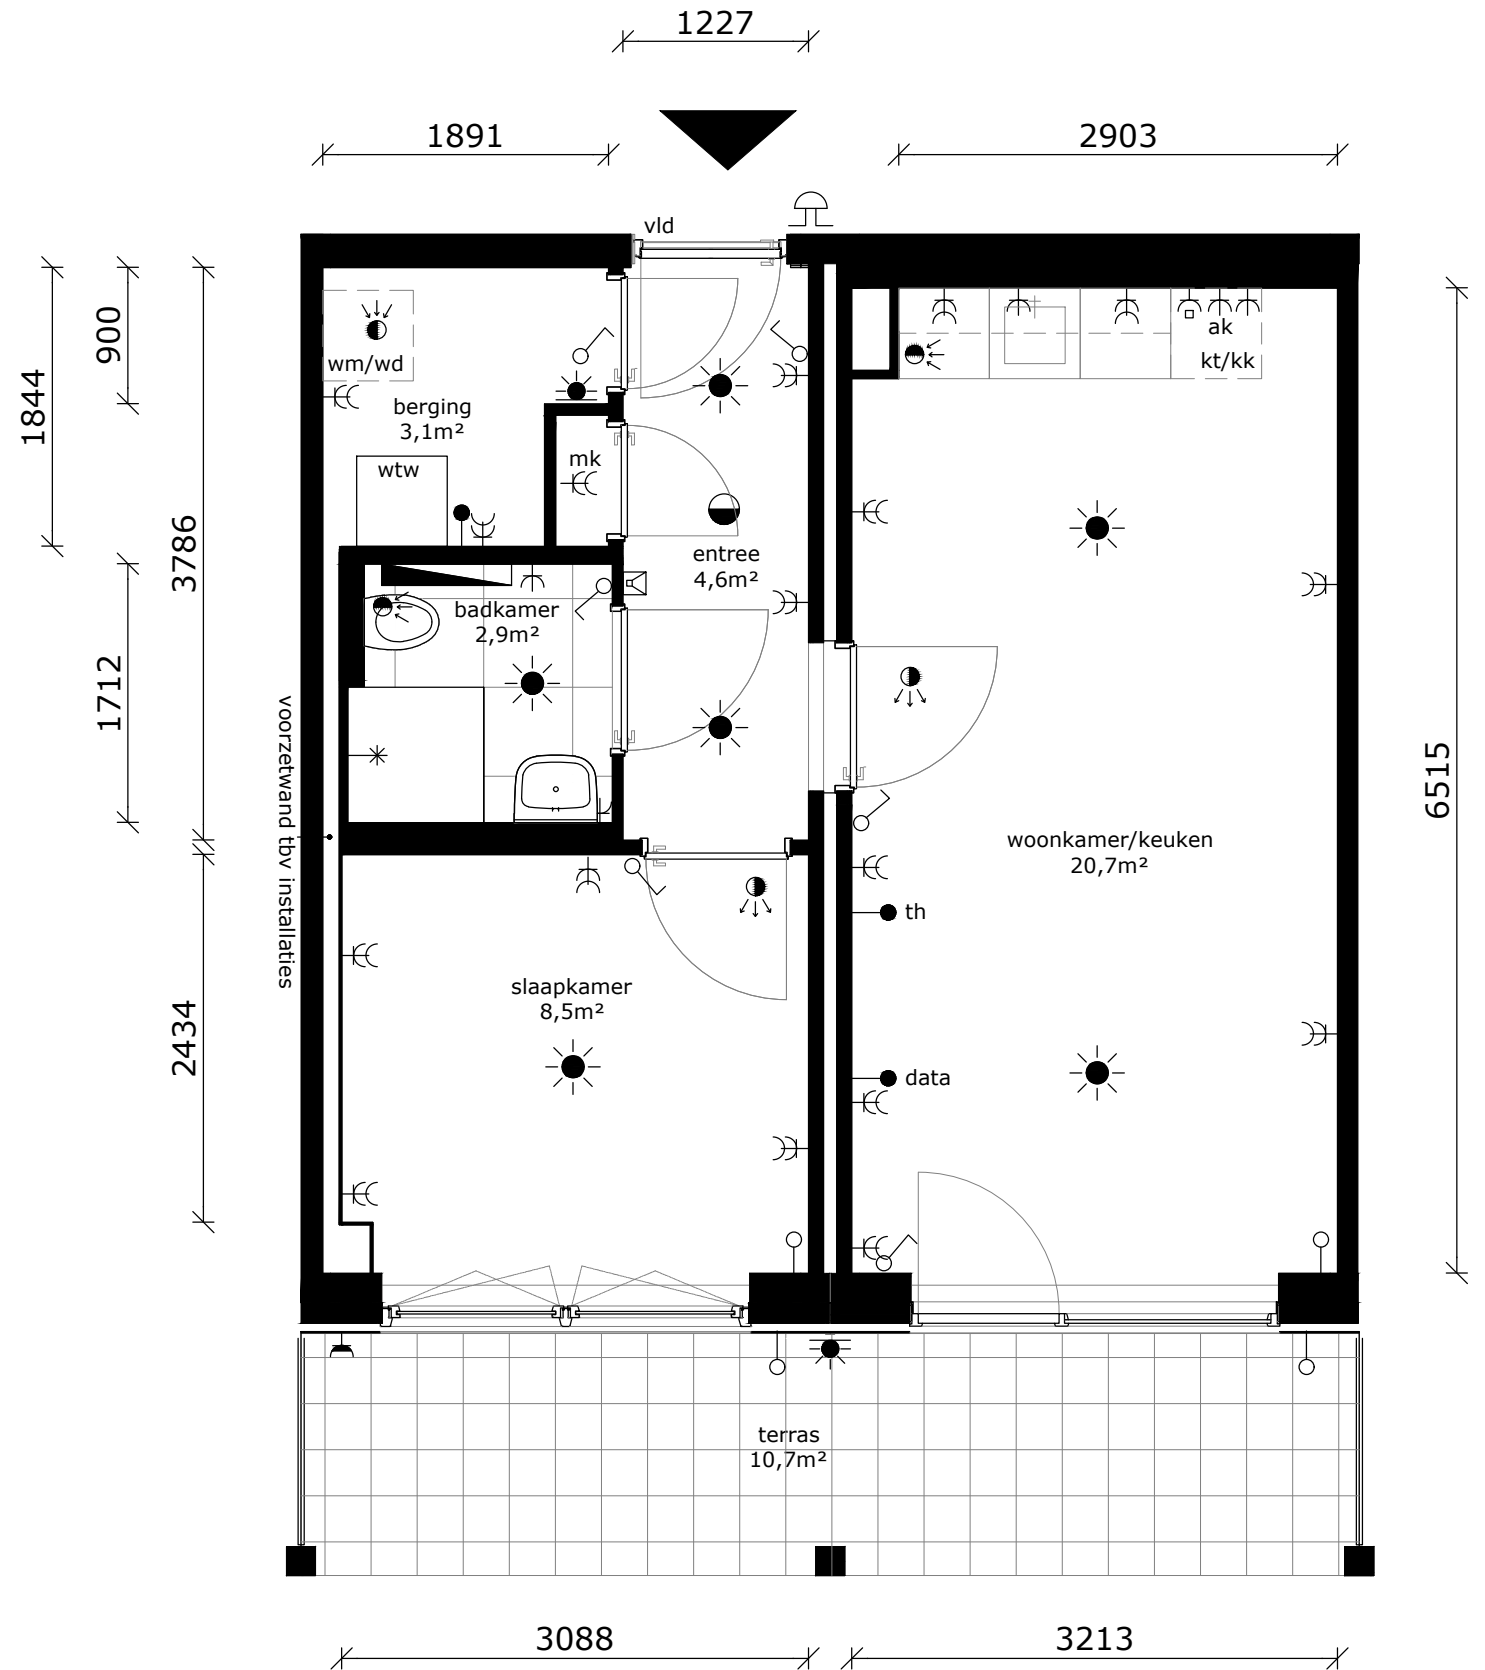 1227
1891
2903
vld
900
1844
3786
1712
2434
6515
wm/wd
berging
3,1m²
wtw
mk
ak
kt/kk
entree
4,6m²
badkamer
2,9m²
voorzetwand tbv installaties
woonkamer/keuken
20,7m²
th
slaapkamer
8,5m²
data
terras
10,7m²
3088
3213